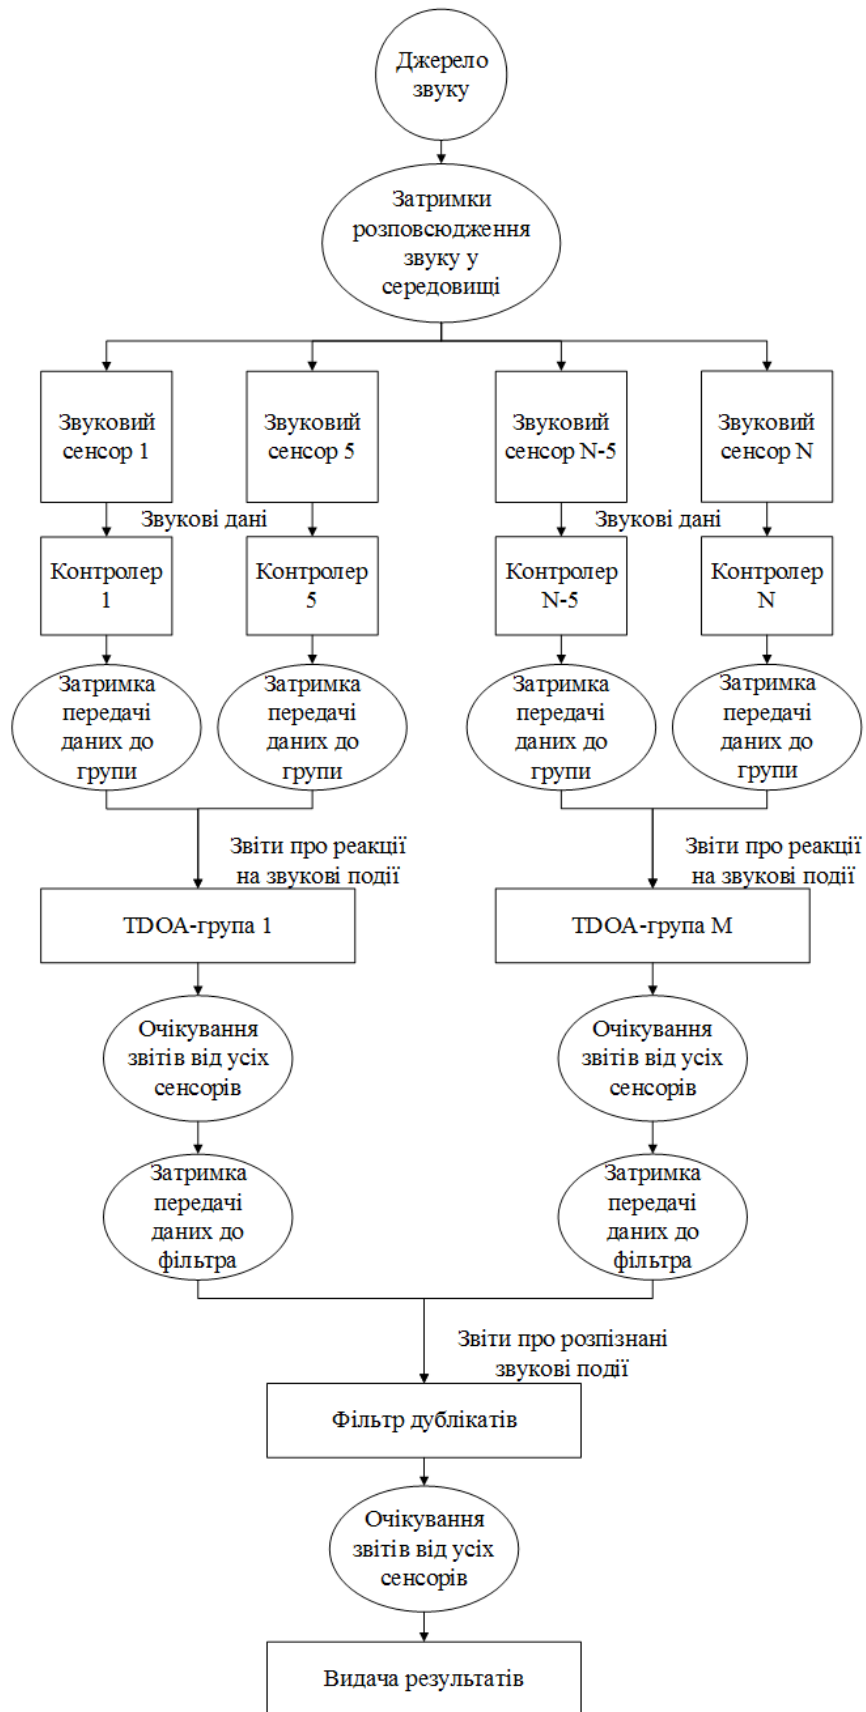 Джерело
звуку
Затримки
розповсюдження
звуку у
середовищі
Звуковий
сенсор 1
Звуковий
сенсор 5
Звуковий
сенсор N-5
Звуковий
сенсор N
Звукові дані
Звукові дані
Контролер
1
Контролер
5
Контролер
N-5
Контролер
N
Затримка
передачі
даних до
групи
Затримка
передачі
даних до
групи
Затримка
передачі
даних до
групи
Затримка
передачі
даних до
групи
Звіти про реакції
на звукові події
Звіти про реакції
на звукові події
TDOA-група 1
TDOA-група M
Очікування
звітів від усіх
сенсорів
Очікування
звітів від усіх
сенсорів
Затримка
передачі
даних до
фільтра
Затримка
передачі
даних до
фільтра
Звіти про розпізнані
звукові події
Фільтр дублікатів
Очікування
звітів від усіх
сенсорів
Видача результатів